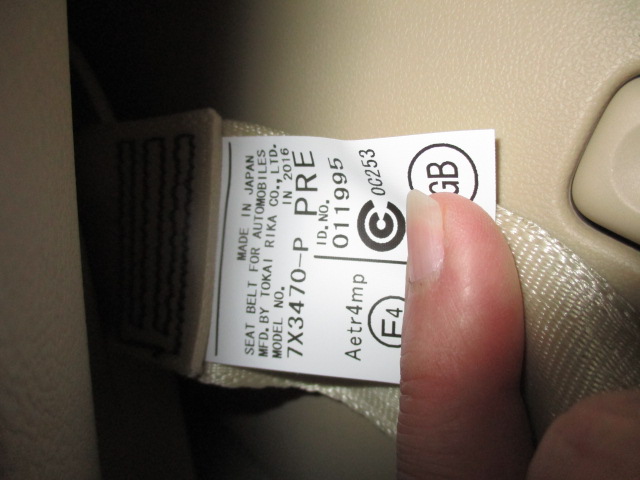 MADE IN JAPAN
SEAT BELT FOR AUTOMOBILES
MFD.BY TOKAI RIKA CO.,LTD.
MODEL NO. IN 2016
7X3470-P PRE
ID.NO.
011995
Aetr4mp
C 0C253
E4
GB